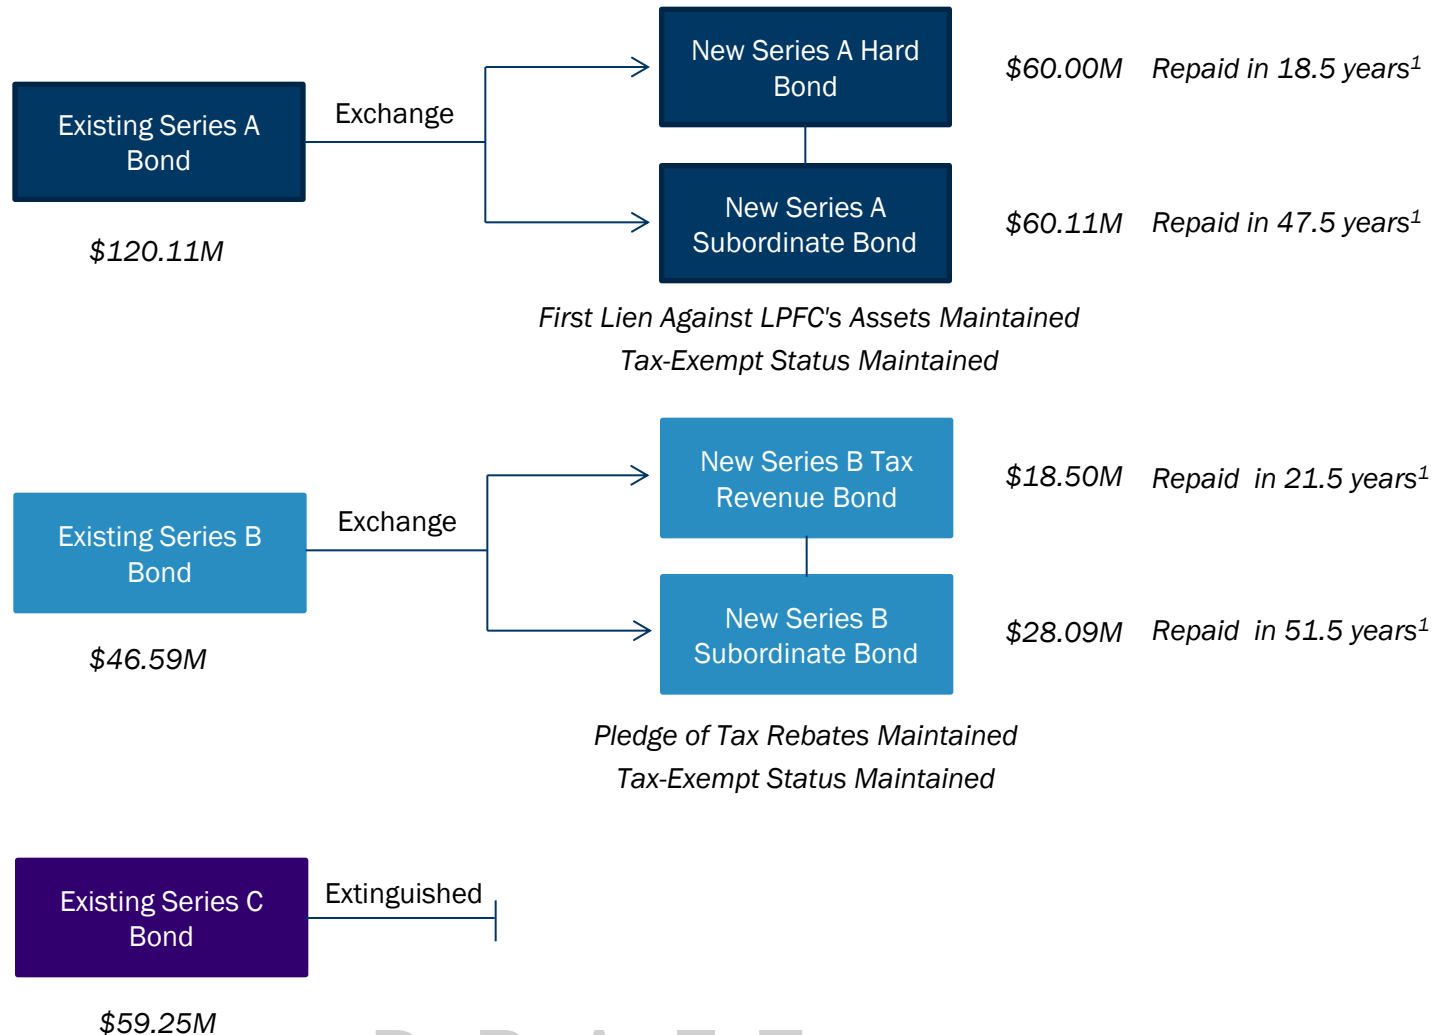 New Series A Hard
Bond
$60.00M Repaid in 18.5 years1
Existing Series A
Bond
Exchange
$120.11M
New Series A
Subordinate Bond
$60.11M Repaid in 47.5 years1
First Lien Against LPFC's Assets Maintained
Tax-Exempt Status Maintained
New Series B Tax
Revenue Bond
$18.50M Repaid in 21.5 years1
Existing Series B
Bond
Exchange
$46.59M
New Series B
Subordinate Bond
$28.09M Repaid in 51.5 years1
Pledge of Tax Rebates Maintained
Tax-Exempt Status Maintained
Existing Series C
Bond
Extinguished
$59.25M